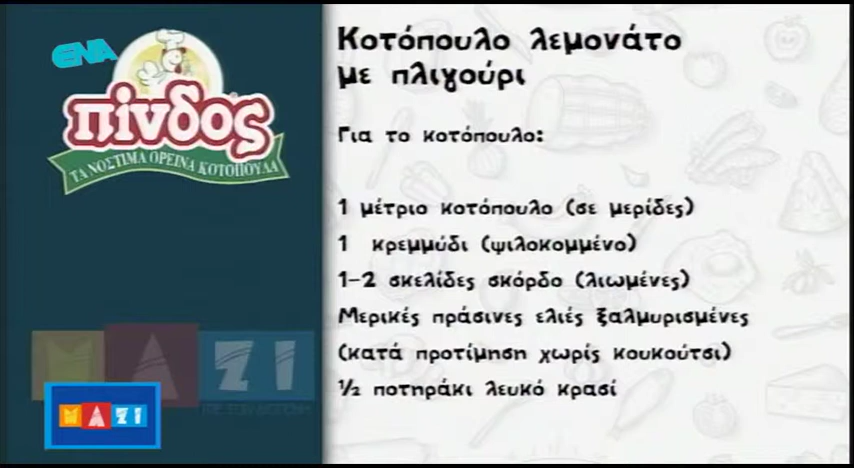 ENA
πίνδος
ΤΑ ΝΟΣΤΙΜΑ ΟΡΕΙΝΑ ΚΟΤΟΠΟΥΛΑ
Κοτόπουλο λεμονάτο
με πλιγούρι
Για το κοτόπουλο:
1 μέτριο κοτόπουλο (σε μερίδες)
1 κρεμμύδι (ψιλοκομμένο)
1-2 σκελίδες σκόρδο (λιωμένες)
Μερικές πράσινες ελιές ξαλμυρισμένες
(κατά προτίμηση χωρίς κουκούτσι)
½ ποτηράκι λευκό κρασί
ΜΑΖΙ
ΜΑΖΙ